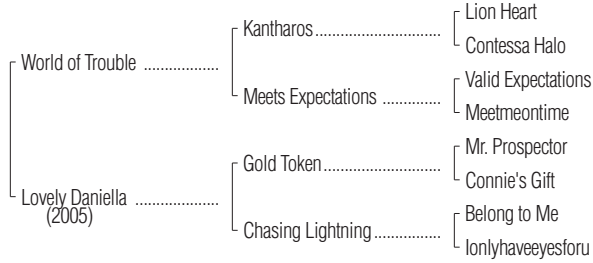 Lion Heart
Kantharos
Contessa Halo
World of Trouble
Valid Expectations
Meets Expectations
Meetmeontime
Mr. Prospector
Gold Token
Connie's Gift
Lovely Daniella
(2005)
Belong to Me
Chasing Lightning
Ionlyhaveeyesforu